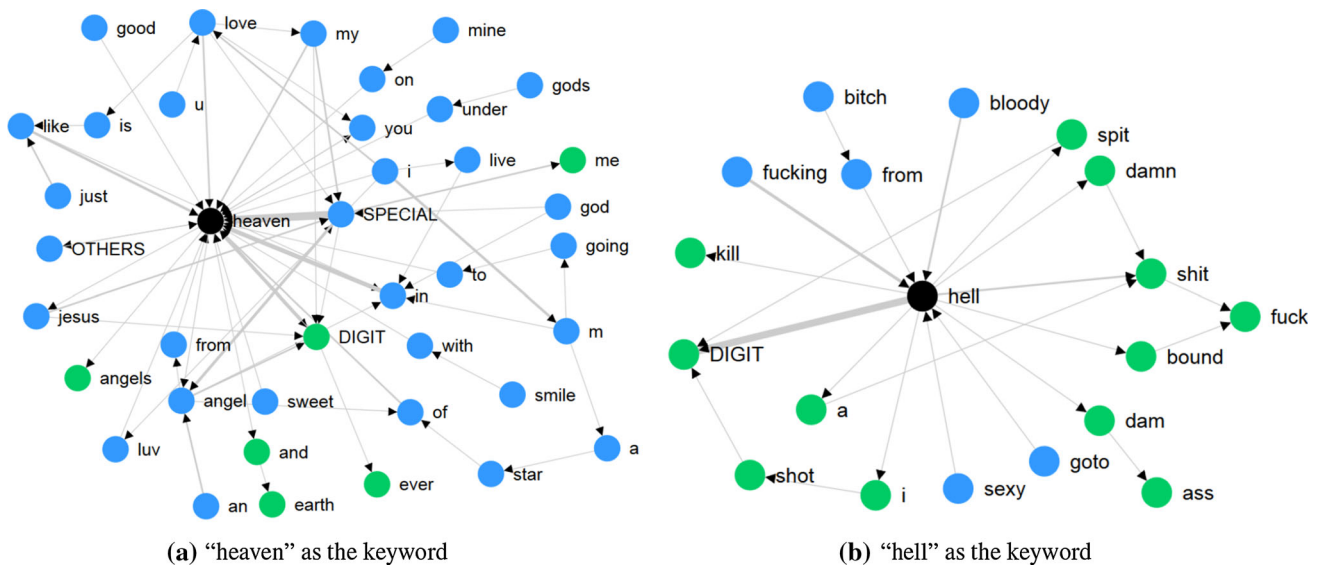 good
love
my
mine
on
gods
u
under
like
is
you
i
live
me
just
heaven
SPECIAL
god
OTHERS
going
to
in
jesus
m
from
DIGIT
with
angels
angel
sweet
smile
of
luv
and
a
star
ever
an
earth
(a) “heaven” as the keyword
bitch
bloody
spit
fucking
from
damn
kill
shit
hell
fuck
DIGIT
bound
a
dam
goto
shot
i
sexy
ass
(b) “hell” as the keyword